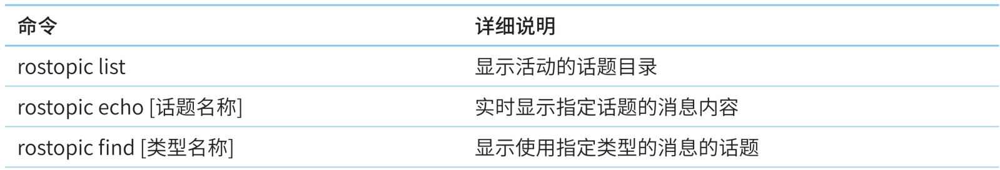 命令 详细说明
rostopic list 显示活动的话题目录
rostopic echo [话题名称] 实时显示指定话题的消息内容
rostopic find [类型名称] 显示使用指定类型的消息的话题